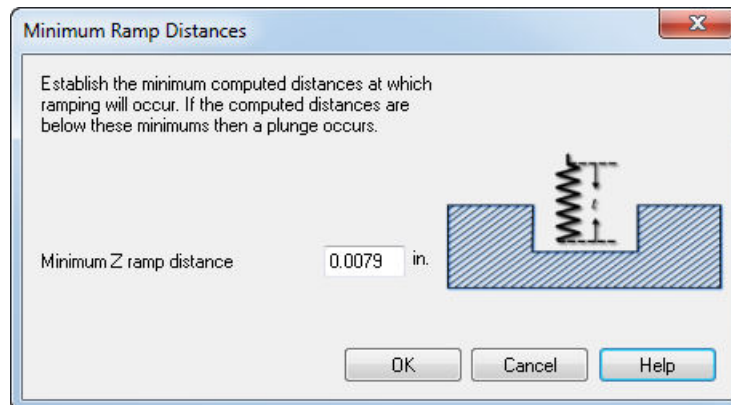 Minimum Ramp Distances
Establish the minimum computed distances at which
ramping will occur. If the computed distances are
below these minimums then a plunge occurs.
Minimum Z ramp distance 0.0079 in.
OK Cancel Help